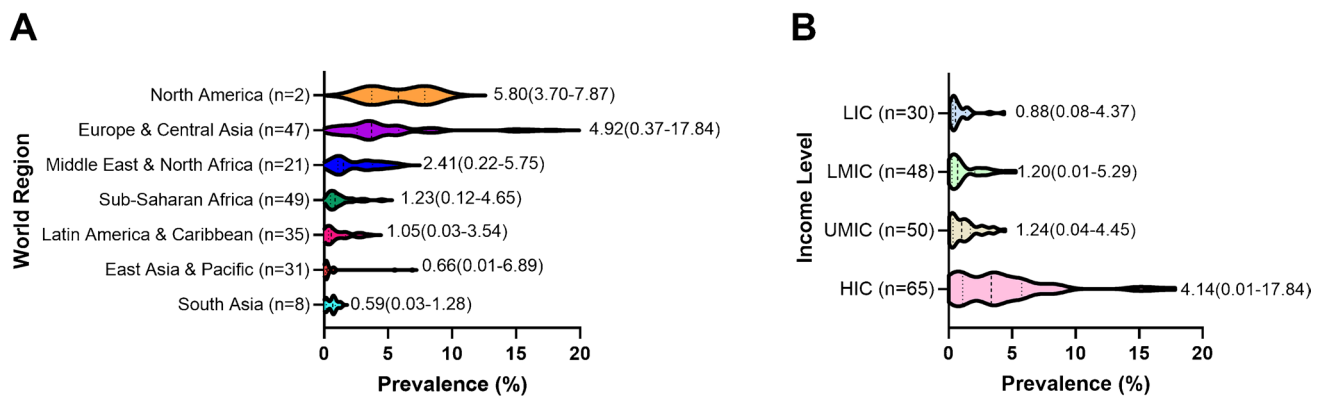 A
World Region
North America (n=2)
5.80(3.70-7.87)
Europe & Central Asia (n=47)
4.92(0.37-17.84)
Middle East & North Africa (n=21)
2.41(0.22-5.75)
Sub-Saharan Africa (n=49)
1.23(0.12-4.65)
Latin America & Caribbean (n=35)
1.05(0.03-3.54)
East Asia & Pacific (n=31)
0.66(0.01-6.89)
South Asia (n=8)
0.59(0.03-1.28)
0 5 10 15 20
Prevalence (%)
B
Income Level
LIC (n=30)
0.88(0.08-4.37)
LMIC (n=48)
1.20(0.01-5.29)
UMIC (n=50)
1.24(0.04-4.45)
HIC (n=65)
4.14(0.01-17.84)
0 5 10 15 20
Prevalence (%)